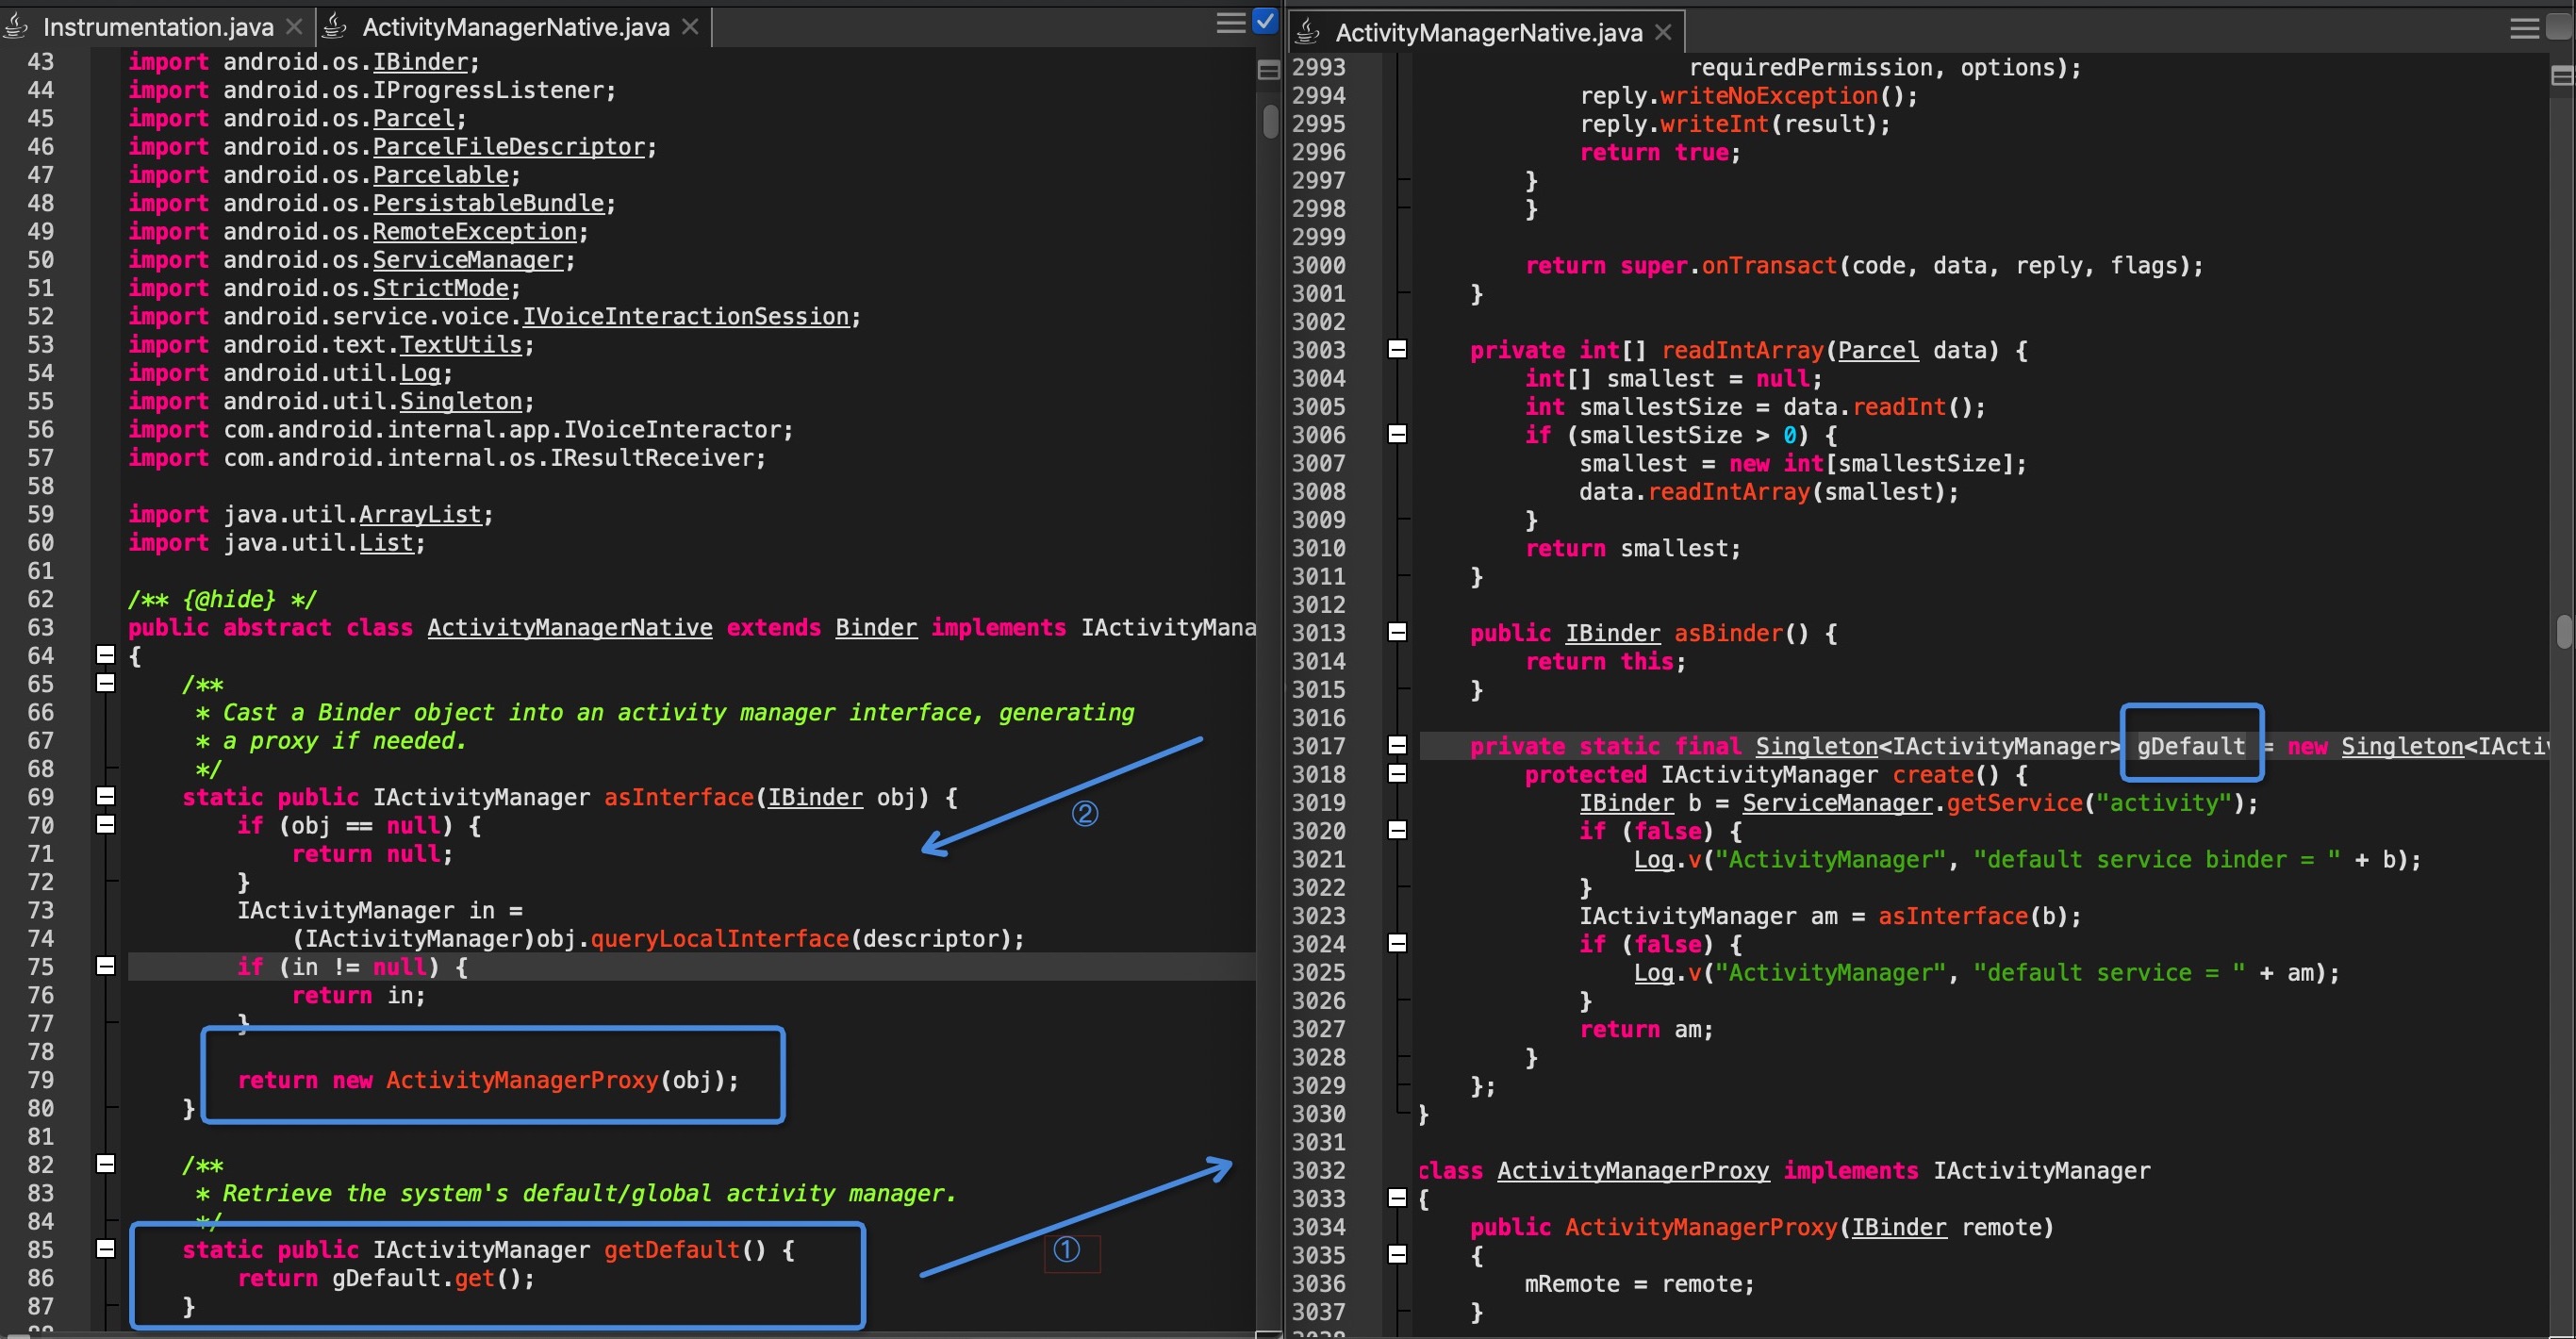 Instrumentation.java
ActivityManagerNative.java
43 import android.os.IBinder;
44 import android.os.IProgressListener;
45 import android.os.Parcel;
46 import android.os.ParcelFileDescriptor;
47 import android.os.Parcelable;
48 import android.os.PersistableBundle;
49 import android.os.RemoteException;
50 import android.os.ServiceManager;
51 import android.os.StrictMode;
52 import android.service.voice.IVoiceInteractionSession;
53 import android.text.TextUtils;
54 import android.util.Log;
55 import android.util.Singleton;
56 import com.android.internal.app.IVoiceInteractor;
57 import com.android.internal.os.IResultReceiver;
58
59 import java.util.ArrayList;
60 import java.util.List;
61
62 /** {@hide} */
63 public abstract class ActivityManagerNative extends Binder implements IActivityMana
64 {
65     /**
66      * Cast a Binder object into an activity manager interface, generating
67      * a proxy if needed.
68      */
69     static public IActivityManager asInterface(IBinder obj) {
70         if (obj == null) {
71             return null;
72         }
73         IActivityManager in =
74             (IActivityManager)obj.queryLocalInterface(descriptor);
75         if (in != null) {
76             return in;
77         }
78
79         return new ActivityManagerProxy(obj);
80     }
81
82     /**
83      * Retrieve the system's default/global activity manager.
84      */
85     static public IActivityManager getDefault() {
86         return gDefault.get();
87     }
②
①
ActivityManagerNative.java
2993                     requiredPermission, options);
2994             reply.writeNoException();
2995             reply.writeInt(result);
2996             return true;
2997         }
2998         }
2999
3000         return super.onTransact(code, data, reply, flags);
3001     }
3002
3003     private int[] readIntArray(Parcel data) {
3004         int[] smallest = null;
3005         int smallestSize = data.readInt();
3006         if (smallestSize > 0) {
3007             smallest = new int[smallestSize];
3008             data.readIntArray(smallest);
3009         }
3010         return smallest;
3011     }
3012
3013     public IBinder asBinder() {
3014         return this;
3015     }
3016
3017     private static final Singleton<IActivityManager> gDefault = new Singleton<IActi
3018         protected IActivityManager create() {
3019             IBinder b = ServiceManager.getService("activity");
3020             if (false) {
3021                 Log.v("ActivityManager", "default service binder = " + b);
3022             }
3023             IActivityManager am = asInterface(b);
3024             if (false) {
3025                 Log.v("ActivityManager", "default service = " + am);
3026             }
3027             return am;
3028         }
3029     };
3030 }
3031
3032 class ActivityManagerProxy implements IActivityManager
3033 {
3034     public ActivityManagerProxy(IBinder remote)
3035     {
3036         mRemote = remote;
3037     }